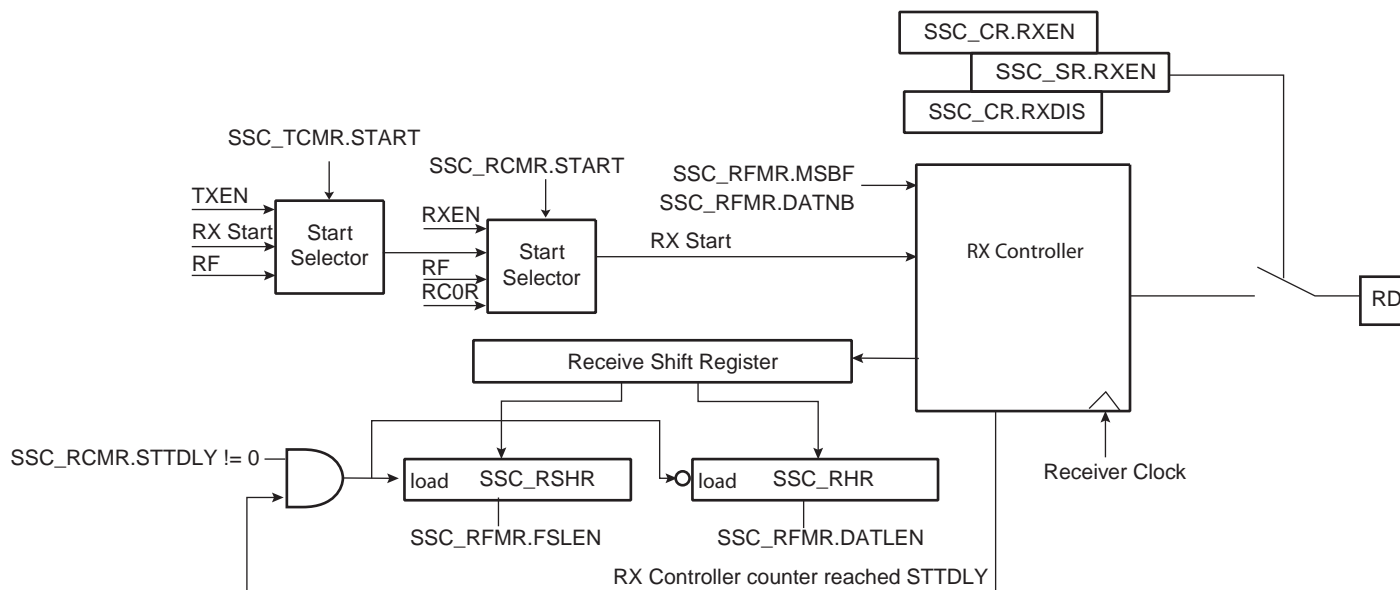 SSC_CR.RXEN
SSC_SR.RXEN
SSC_CR.RXDIS
SSC_TCMR.START
SSC_RCMR.START
SSC_RFMR.MSBF
SSC_RFMR.DATNB
TXEN
RX Start
RF
Start
Selector
RXEN
RF
RC0R
Start
Selector
RX Start
RX Controller
RD
Receive Shift Register
SSC_RCMR.STTDLY != 0
load SSC_RSHR
load SSC_RHR
Receiver Clock
SSC_RFMR.FSLEN
SSC_RFMR.DATLEN
RX Controller counter reached STTDLY